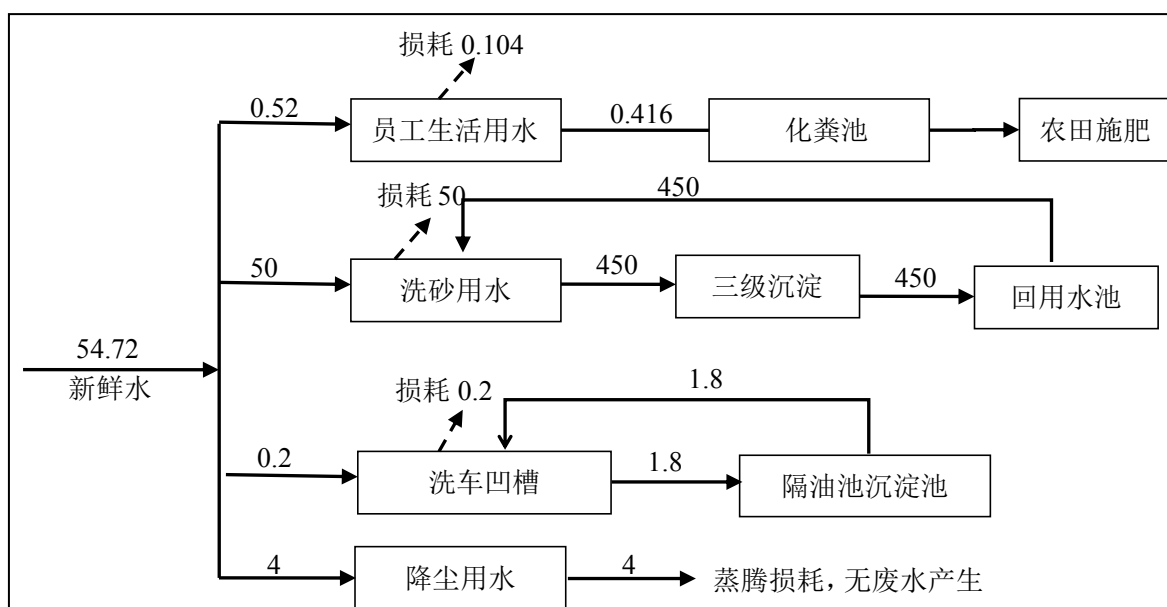 损耗 0.104
0.52
员工生活用水
0.416
化粪池
农田施肥
损耗 50
450
50
洗砂用水
450
三级沉淀
450
回用水池
54.72
新鲜水
损耗 0.2
1.8
0.2
洗车凹槽
1.8
隔油池沉淀池
4
降尘用水
4
蒸腾损耗，无废水产生